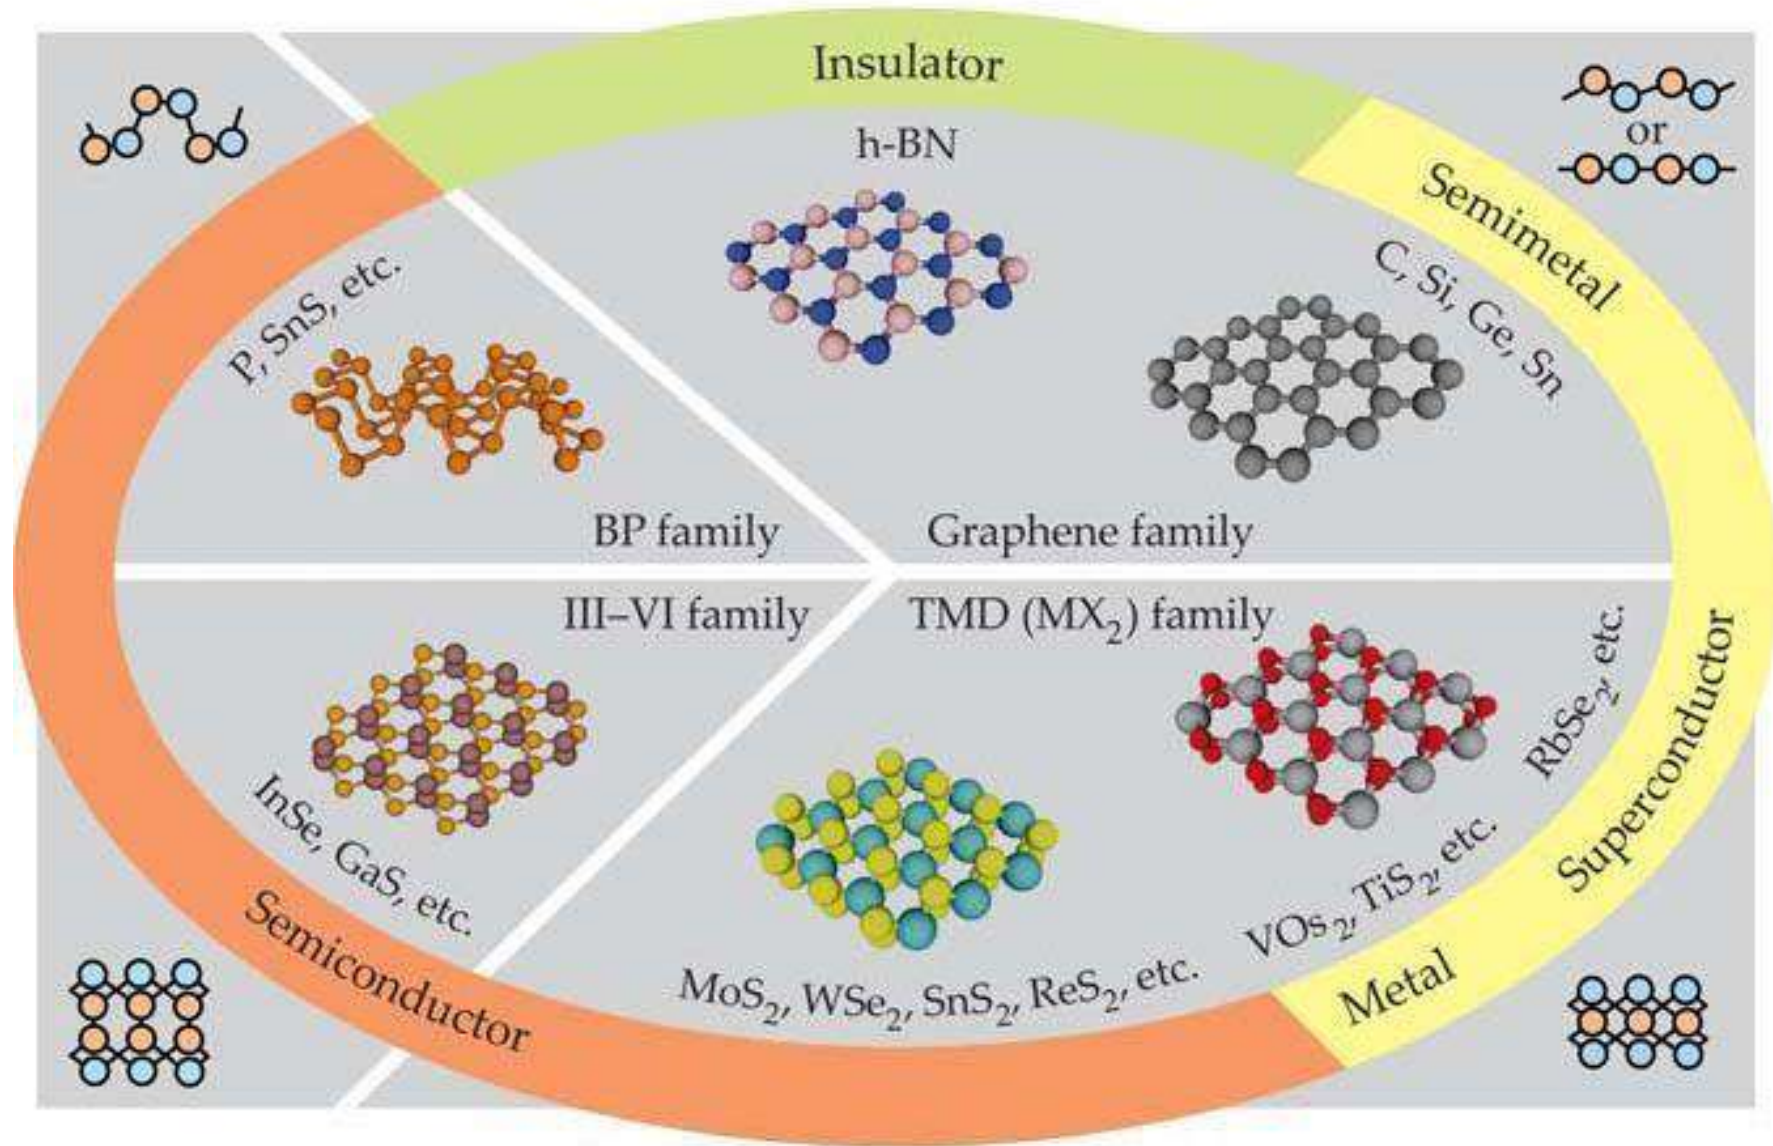 Insulator
or
h-BN
Semimetal
C, Si, Ge, Sn
P, SnS, etc.
BP family
Graphene family
III–VI family
TMD (MX₂) family
RbSe₂, etc.
Superconductor
InSe, GaS, etc.
VOs₂, TiS₂, etc.
Semiconductor
MoS₂, WSe₂, SnS₂, ReS₂, etc.
Metal